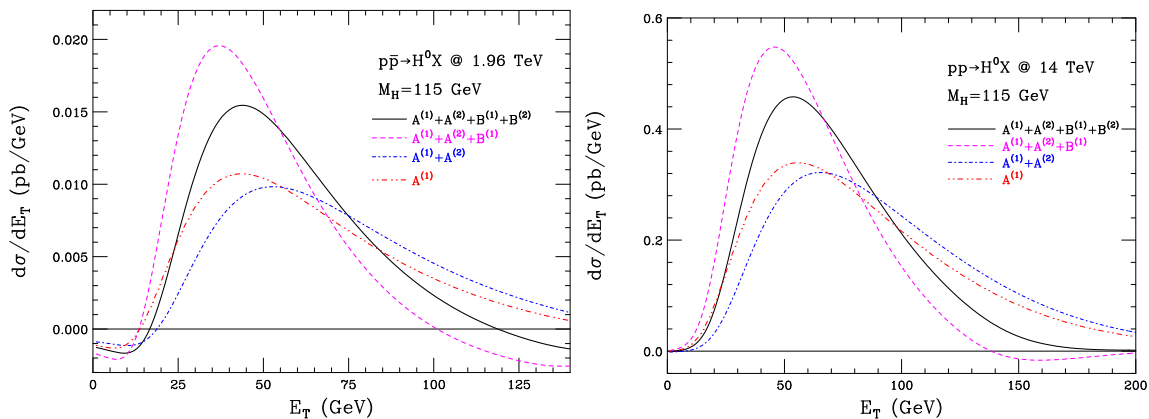 0.020
0.015
0.010
0.005
0.000
dσ/dE_T (pb/GeV)
pp̄→H⁰X @ 1.96 TeV
M_H=115 GeV
A⁽¹⁾+A⁽²⁾+B⁽¹⁾+B⁽²⁾
A⁽¹⁾+A⁽²⁾+B⁽¹⁾
A⁽¹⁾+A⁽²⁾
A⁽¹⁾
0 25 50 75 100 125
E_T (GeV)
0.6
0.4
0.2
0.0
dσ/dE_T (pb/GeV)
pp→H⁰X @ 14 TeV
M_H=115 GeV
A⁽¹⁾+A⁽²⁾+B⁽¹⁾+B⁽²⁾
A⁽¹⁾+A⁽²⁾+B⁽¹⁾
A⁽¹⁾+A⁽²⁾
A⁽¹⁾
0 50 100 150 200
E_T (GeV)